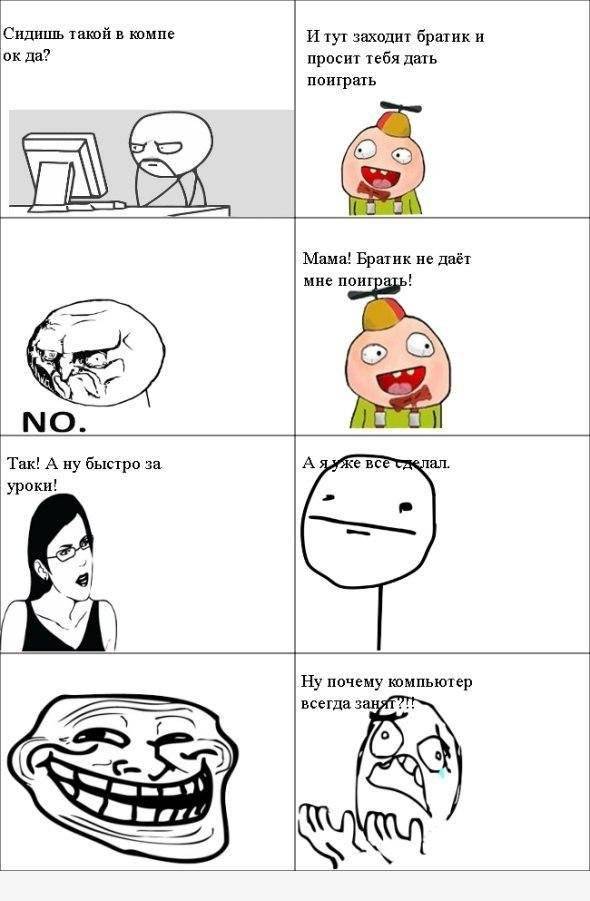 Сидишь такой в компе
ок да?
И тут заходит братик и
просит тебя дать
поиграть
NO.
Мама! Братик не даёт
мне поиграть!
Так! А ну быстро за
уроки!
А я уже все сделал.
Ну почему компьютер
всегда занят?!!